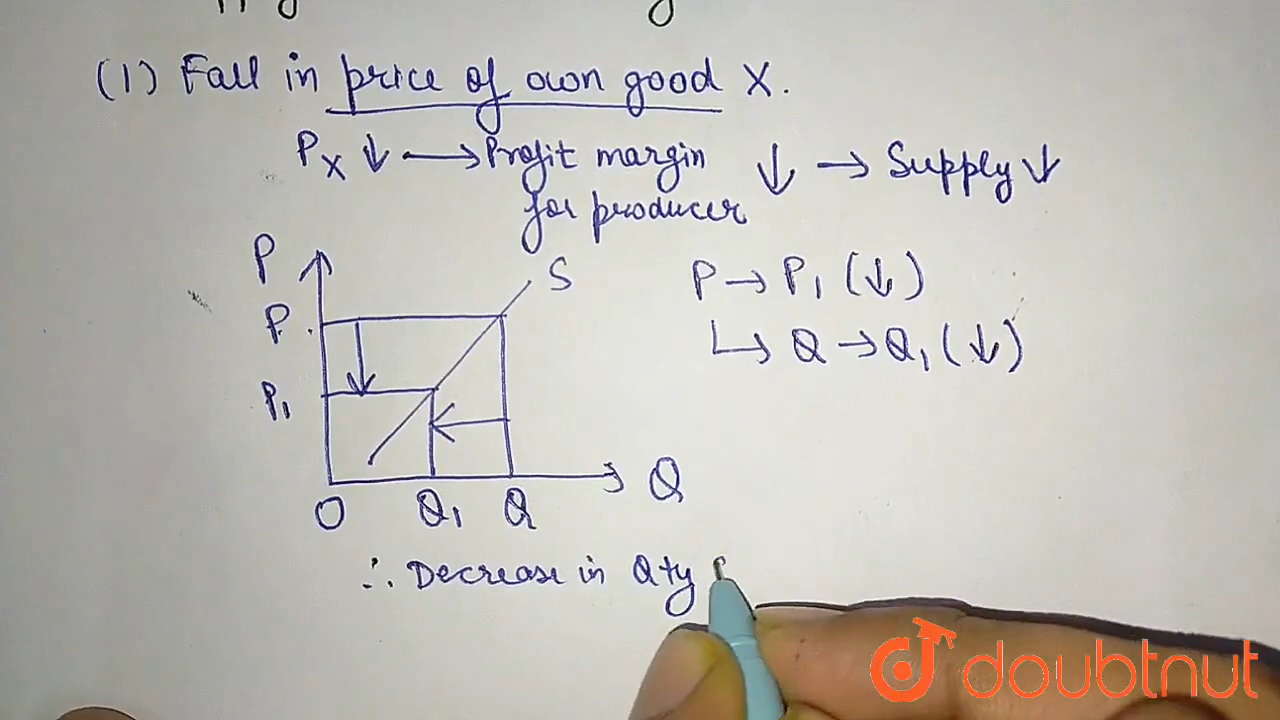 (1) Fall in price of own good X.
PX ↓ → Profit margin ↓ → Supply ↓
for producer
P
S
P → P1 (↓)
P
↳ Q → Q1 (↓)
P1
Q
O Q1 Q
∴ Decrease in Qty
doubtnut